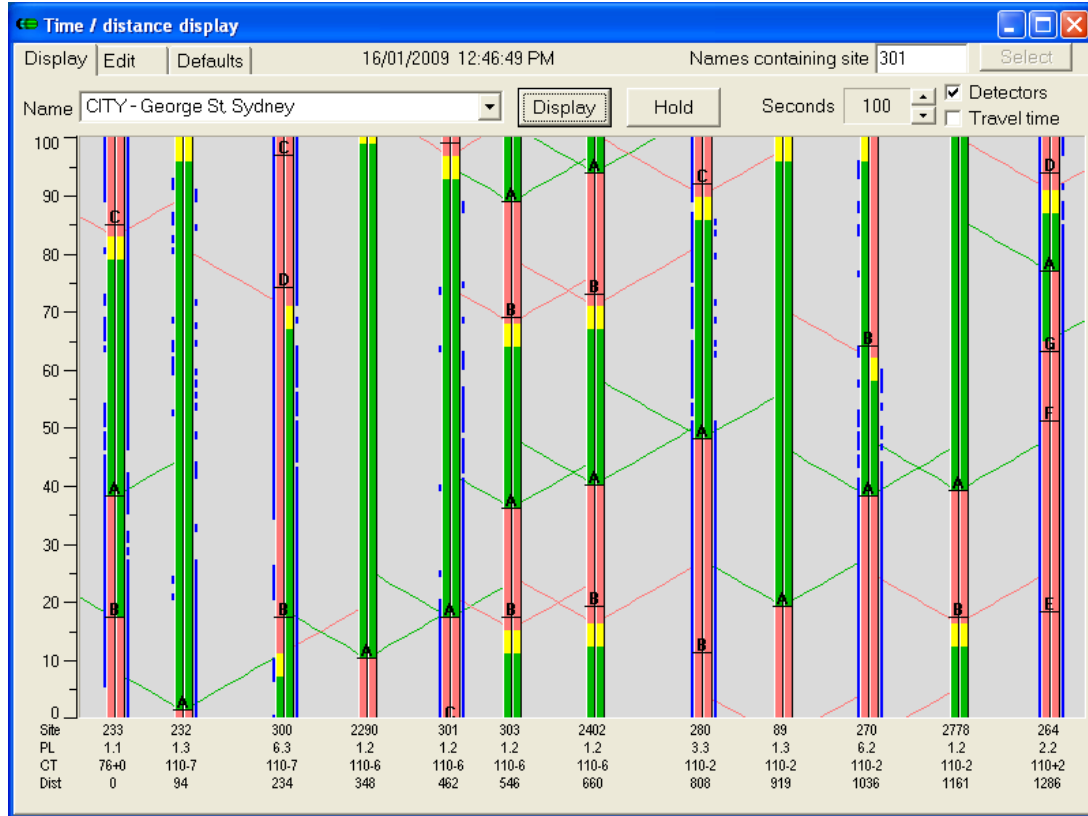 Time / distance display
Display Edit Defaults 16/01/2009 12:46:49 PM Names containing site 301 Select
Name CITY - George St, Sydney Display Hold Seconds 100 Detectors
Travel time
100
C A D
90 C A
80
D B A
70 B
B G
60
F
50 A
40 A A A A A
30
20 B B A B B A B E
10 A B
A
0 C
Site 233 232 300 2290 301 303 2402 280 89 270 2778 264
PL 1.1 1.3 6.3 1.2 1.2 1.2 1.2 3.3 1.3 6.2 1.2 2.2
CT 76+0 110-7 110-7 110-6 110-6 110-6 110-6 110-2 110-2 110-2 110-2 110+2
Dist 0 94 234 348 462 546 660 808 919 1036 1161 1286